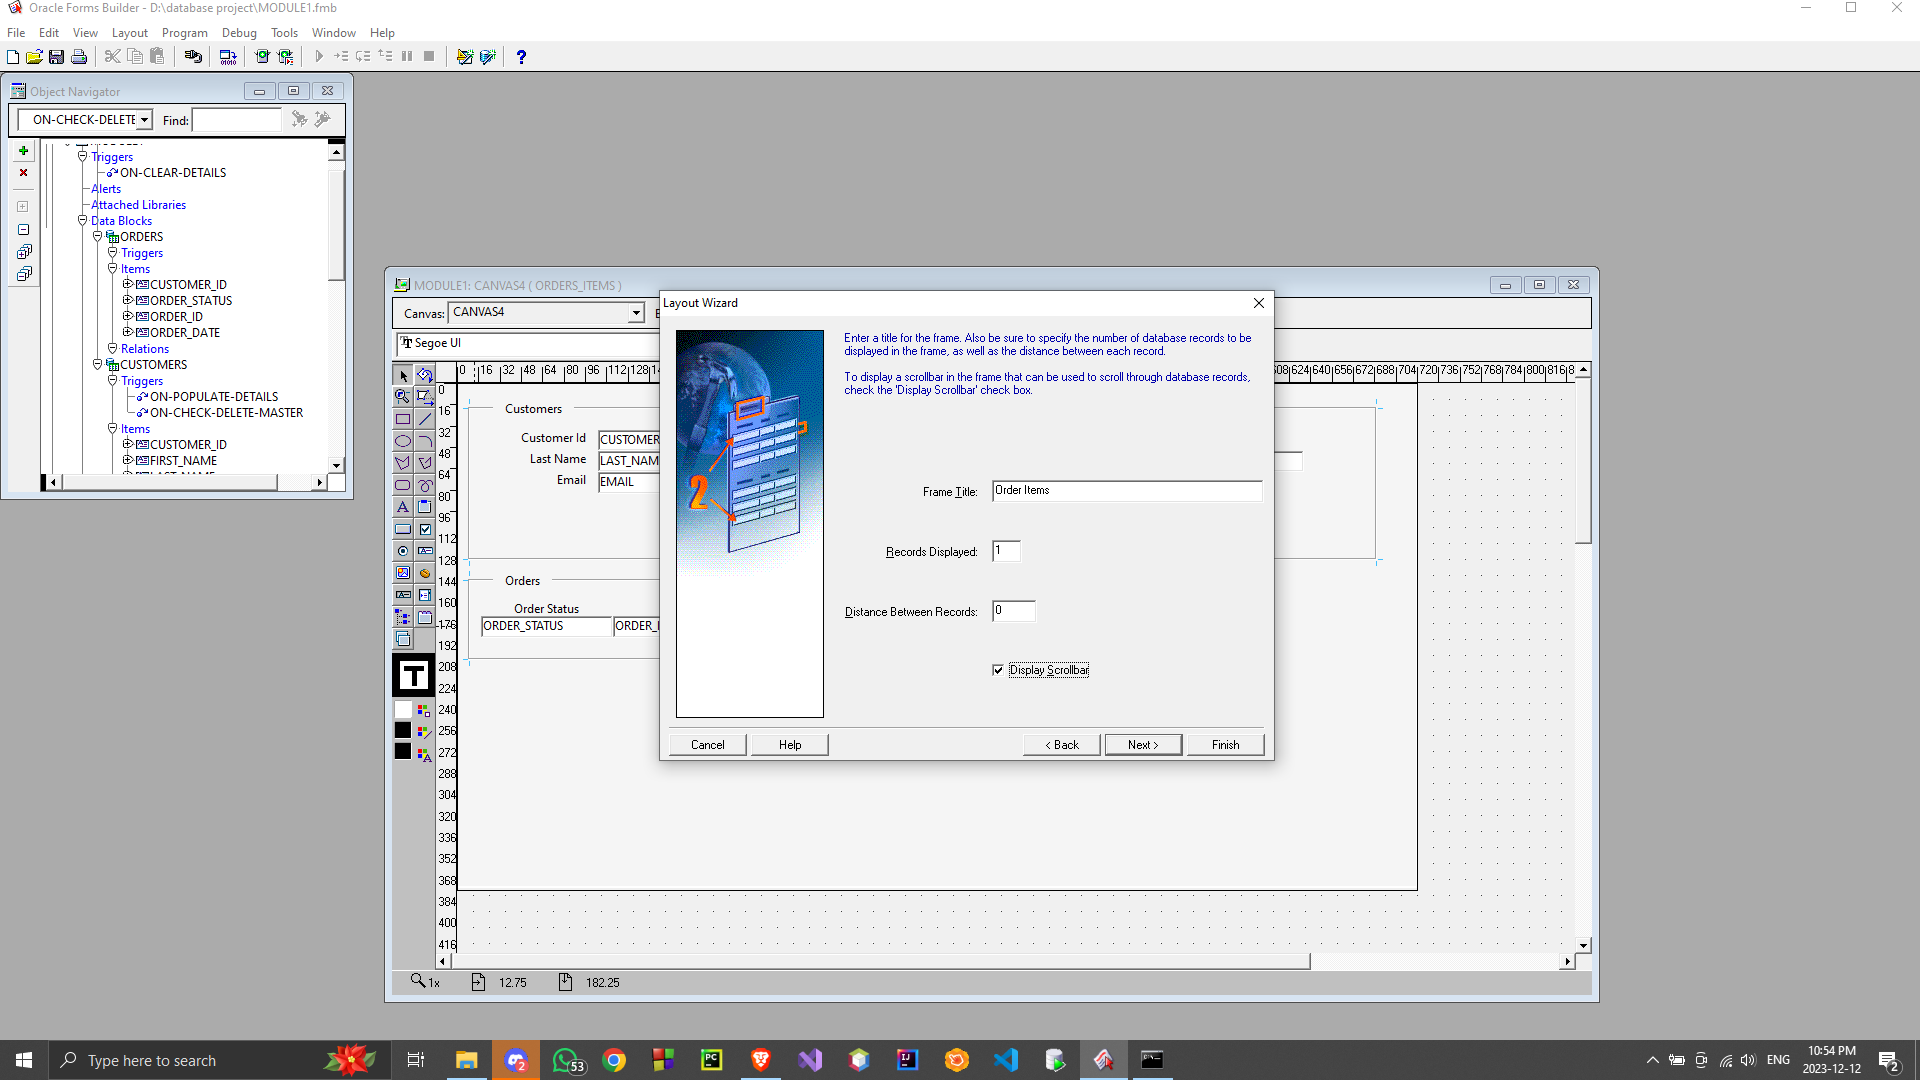 Oracle Forms Builder - D:\database project\MODULE1.fmb
File Edit View Layout Program Debug Tools Window Help
Object Navigator
ON-CHECK-DELETE Find:
Triggers
ON-CLEAR-DETAILS
Alerts
Attached Libraries
Data Blocks
ORDERS
Triggers
Items
CUSTOMER_ID
ORDER_STATUS
ORDER_ID
ORDER_DATE
Relations
CUSTOMERS
Triggers
ON-POPULATE-DETAILS
ON-CHECK-DELETE-MASTER
Items
CUSTOMER_ID
FIRST_NAME
MODULE1: CANVAS4 ( ORDERS_ITEMS )
Canvas: CANVAS4
Segoe UI
0 16 32 48 64 80 96 112 128
624 640 656 672 688 704 720 736 752 768 784 800 816
0
16
32
48
64
80
96
112
128
144
160
176
192
208
224
240
256
272
288
304
320
336
352
368
384
400
416
Customers
Customer Id CUSTOMER
Last Name LAST_NAM
Email EMAIL
Orders
Order Status
ORDER_STATUS ORDER_I
Layout Wizard
Enter a title for the frame. Also be sure to specify the number of database records to be
displayed in the frame, as well as the distance between each record.
To display a scrollbar in the frame that can be used to scroll through database records,
check the 'Display Scrollbar' check box.
2
Frame Title: Order Items
Records Displayed: 1
Distance Between Records: 0
Display Scrollbar
Cancel Help < Back Next > Finish
1x 12.75 182.25
Type here to search
2
53
PC
IJ
ENG
10:54 PM
2023-12-12
2